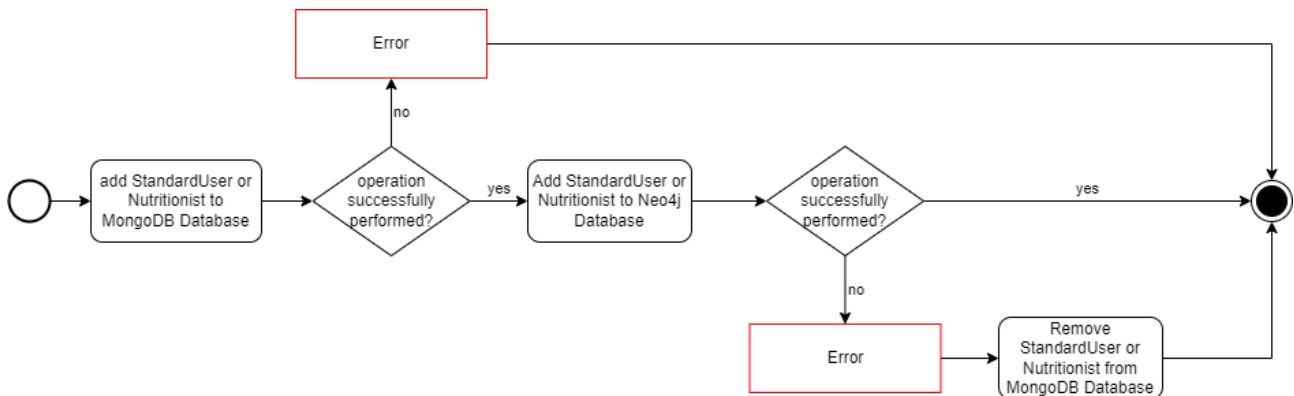 Error
no
add StandardUser or
Nutritionist to
MongoDB Database
operation
successfully
performed?
yes
Add StandardUser or
Nutritionist to Neo4j
Database
operation
successfully
performed?
yes
no
Error
Remove
StandardUser or
Nutritionist from
MongoDB Database